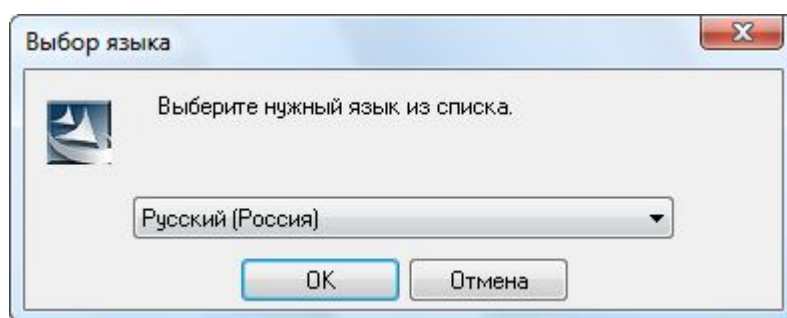 Выбор языка
Выберите нужный язык из списка.
Русский (Россия)
OK Отмена